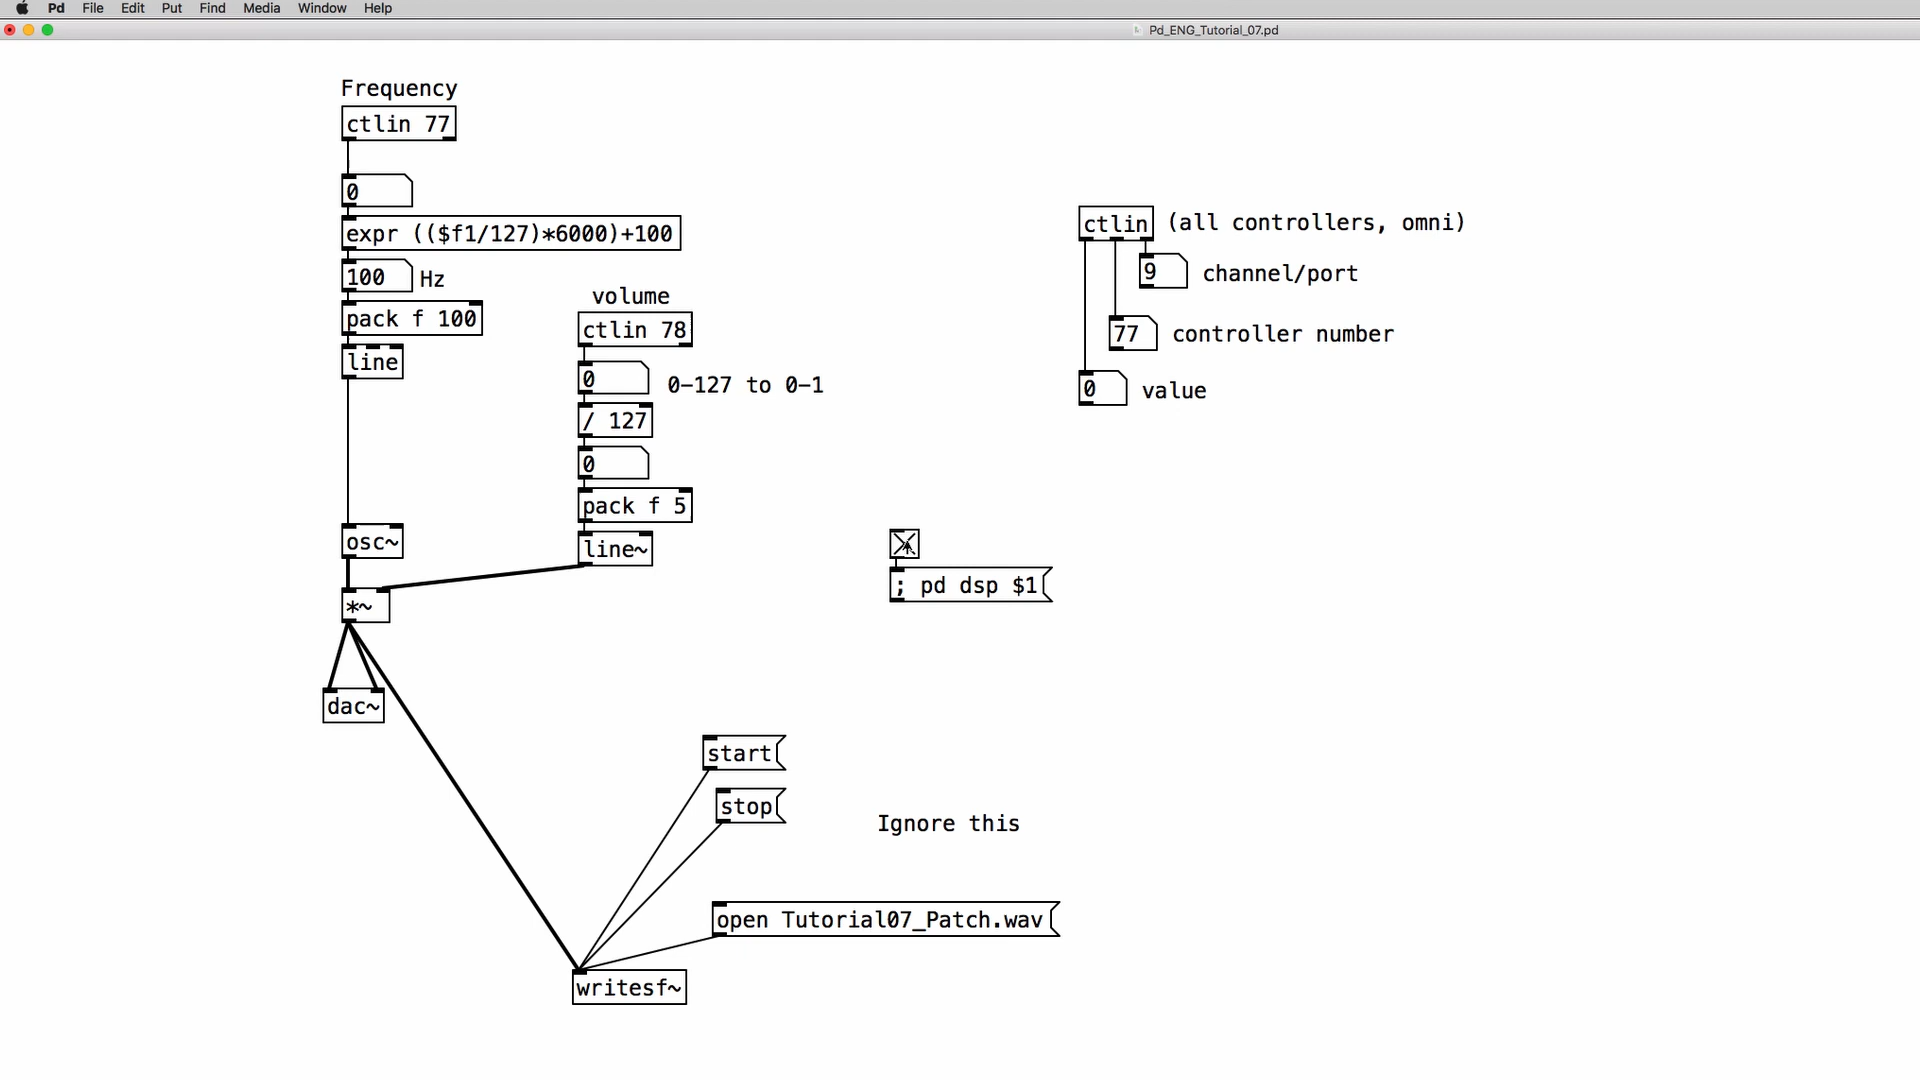 Pd File Edit Put Find Media Window Help
Pd_ENG_Tutorial_07.pd
Frequency
ctlin 77
0
expr (($f1/127)*6000)+100
100 Hz
pack f 100
line
volume
ctlin 78
0 0-127 to 0-1
/ 127
0
pack f 5
line~
osc~
*~
dac~
ctlin (all controllers, omni)
9 channel/port
77 controller number
0 value
; pd dsp $1
start
stop
Ignore this
open Tutorial07_Patch.wav
writesf~